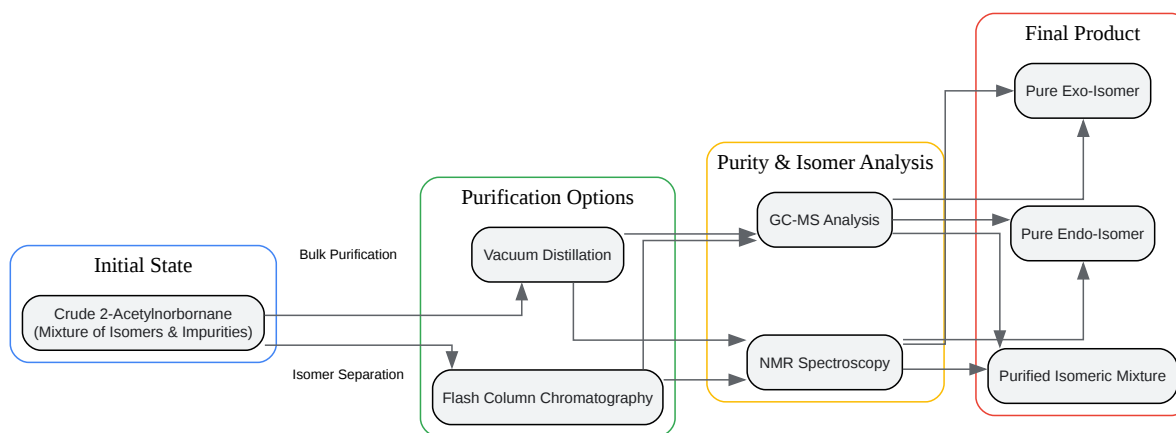 Initial State
Crude 2-Acetylnorbornane
(Mixture of Isomers & Impurities)
Bulk Purification
Isomer Separation
Purification Options
Vacuum Distillation
Flash Column Chromatography
Purity & Isomer Analysis
GC-MS Analysis
NMR Spectroscopy
Final Product
Pure Exo-Isomer
Pure Endo-Isomer
Purified Isomeric Mixture